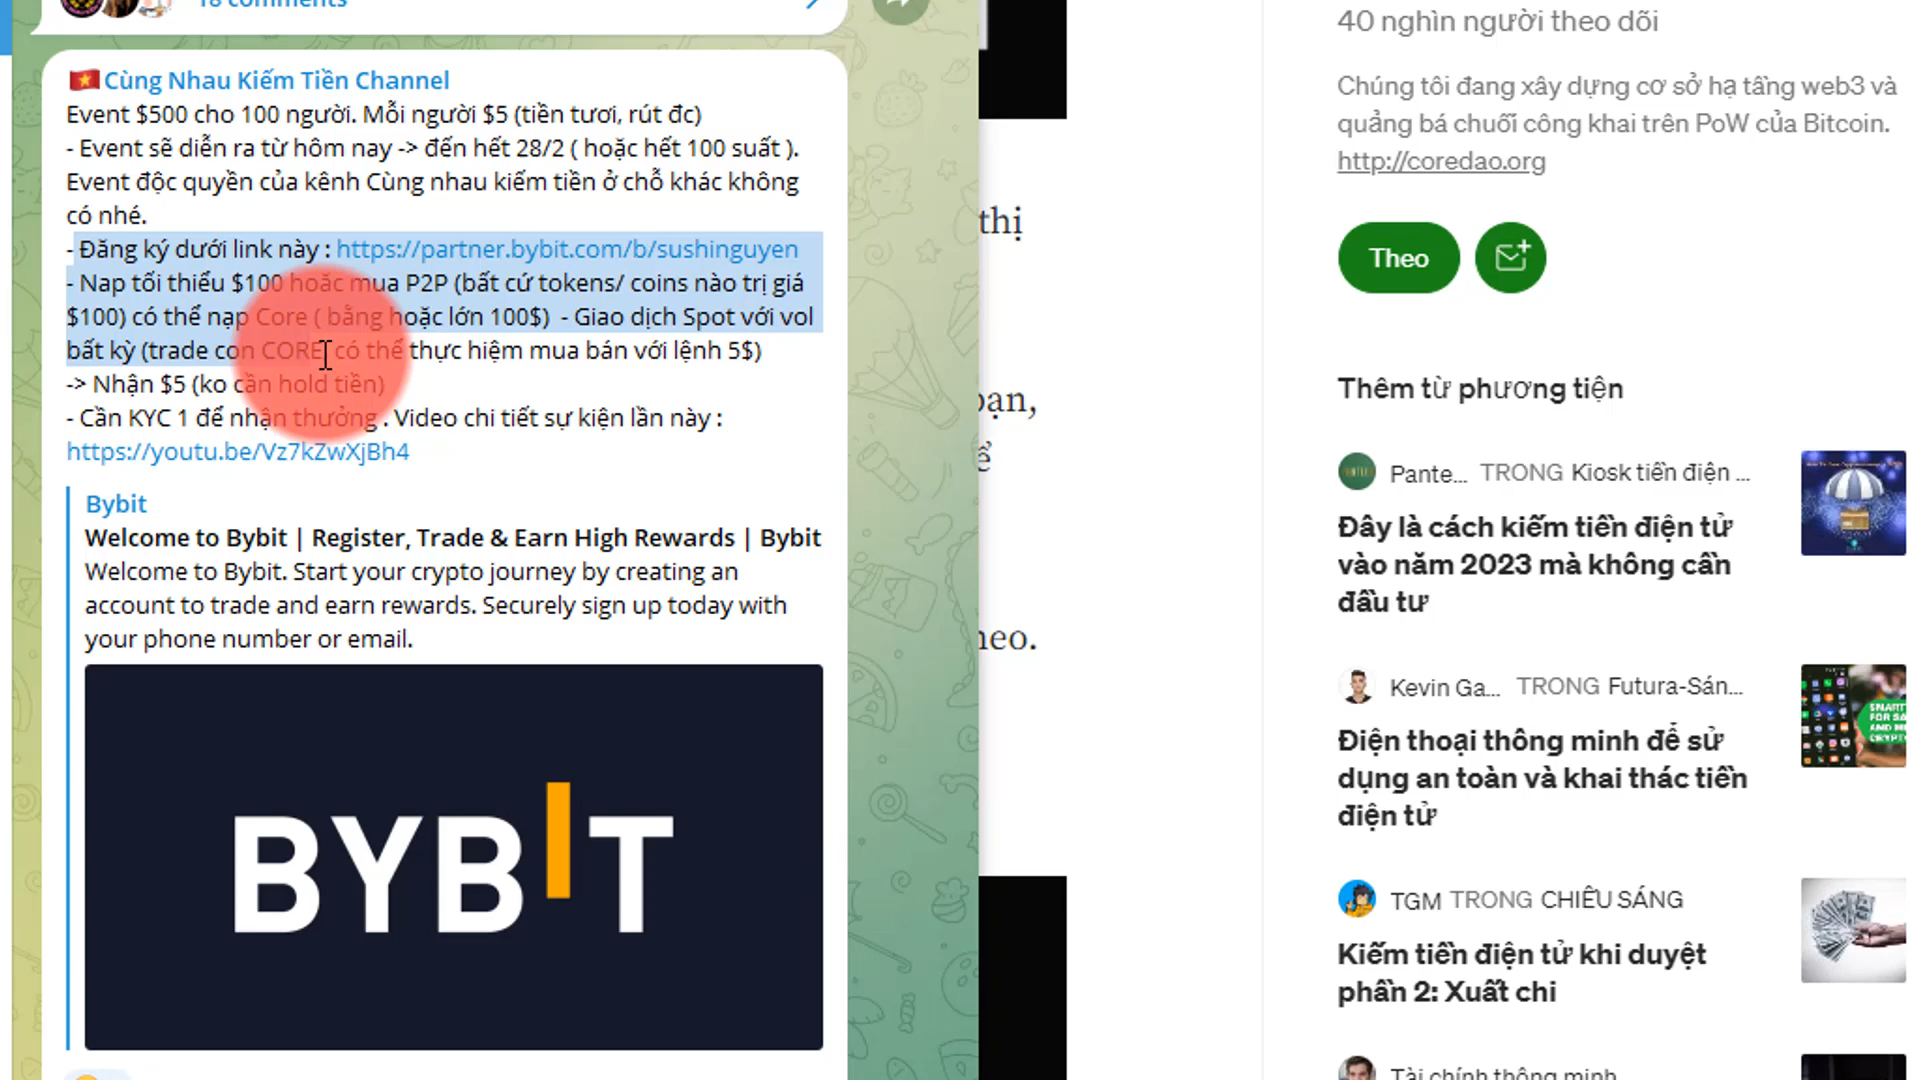 18 comments
Cùng Nhau Kiếm Tiền Channel
Event $500 cho 100 người. Mỗi người $5 (tiền tươi, rút đc)
- Event sẽ diễn ra từ hôm nay -> đến hết 28/2 ( hoặc hết 100 suất ).
Event độc quyền của kênh Cùng nhau kiếm tiền ở chỗ khác không
có nhé.
- Đăng ký dưới link này : https://partner.bybit.com/b/sushinguyen
- Nạp tối thiểu $100 hoặc mua P2P (bất cứ tokens/ coins nào trị giá
$100) có thể nạp Core ( bằng hoặc lớn 100$)  - Giao dịch Spot với vol
bất kỳ (trade con CORE, có thể thực hiện mua bán với lệnh 5$)
-> Nhận $5 (ko cần hold tiền)
- Cần KYC 1 để nhận thưởng . Video chi tiết sự kiện lần này :
https://youtu.be/Vz7kZwXjBh4
Bybit
Welcome to Bybit | Register, Trade & Earn High Rewards | Bybit
Welcome to Bybit. Start your crypto journey by creating an
account to trade and earn rewards. Securely sign up today with
your phone number or email.
BYBIT
thị
bạn,
heo.
40 nghìn người theo dõi
Chúng tôi đang xây dựng cơ sở hạ tầng web3 và
quảng bá chuỗi công khai trên PoW của Bitcoin.
http://coredao.org
Theo
Thêm từ phương tiện
Pante... TRONG Kiosk tiền điện ...
Đây là cách kiếm tiền điện tử
vào năm 2023 mà không cần
đầu tư
Kevin Ga... TRONG Futura-Sán...
Điện thoại thông minh để sử
dụng an toàn và khai thác tiền
điện tử
TGM TRONG CHIẾU SÁNG
Kiếm tiền điện tử khi duyệt
phần 2: Xuất chi
Tài chính thông minh